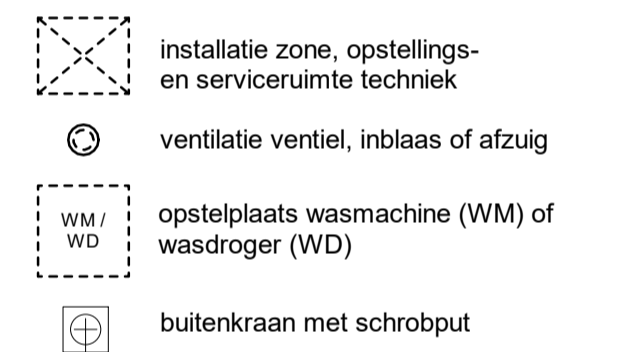 installatie zone, opstellings-
en serviceruimte techniek
ventilatie ventiel, inblaas of afzuig
WM /
WD
opstelplaats wasmachine (WM) of
wasdroger (WD)
buitenkraan met schrobput